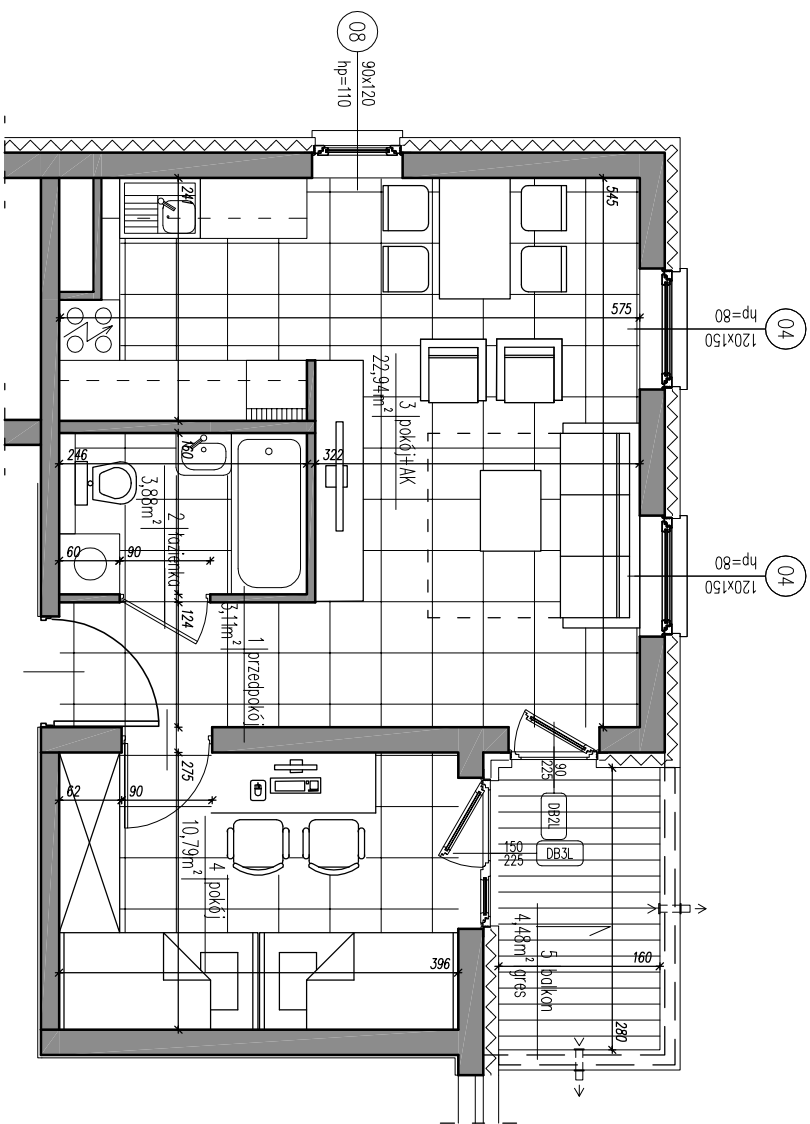 08
90x120
hp=110
241
545
575
04
hp=80
120x150
3 pokój+AK
22,94m²
246
160
322
2 łazienka
3,88m²
60
90
124
1 przedpokój
3,11m²
04
hp=80
120x150
275
62
90
4 pokój
10,79m²
396
90
225
DB2L
150
225
DB3L
5 balkon
4,48m² gres
160
280